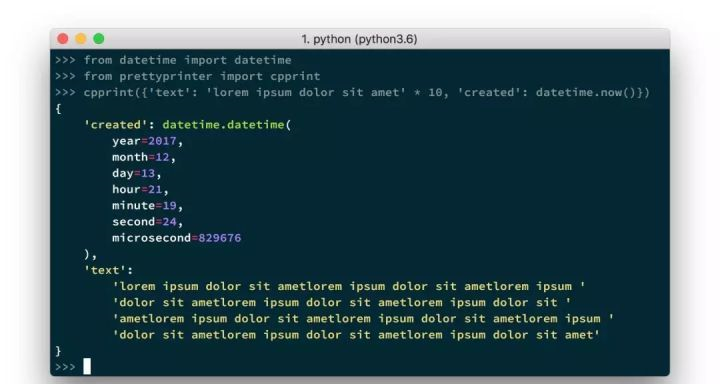 1. python (python3.6)
>>> from datetime import datetime
>>> from prettyprinter import cpprint
>>> cpprint({'text': 'lorem ipsum dolor sit amet' * 10, 'created': datetime.now()})
{
    'created': datetime.datetime(
        year=2017,
        month=12,
        day=13,
        hour=21,
        minute=19,
        second=24,
        microsecond=829676
    ),
    'text':
        'lorem ipsum dolor sit ametlorem ipsum dolor sit ametlorem ipsum '
        'dolor sit ametlorem ipsum dolor sit ametlorem ipsum dolor sit '
        'ametlorem ipsum dolor sit ametlorem ipsum dolor sit ametlorem ipsum '
        'dolor sit ametlorem ipsum dolor sit ametlorem ipsum dolor sit amet'
}
>>>